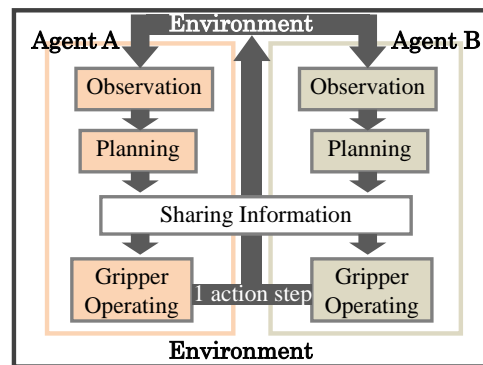 Environment
Agent A
Agent B
Observation
Observation
Planning
Planning
Sharing Information
Gripper
Operating
1 action step
Gripper
Operating
Environment